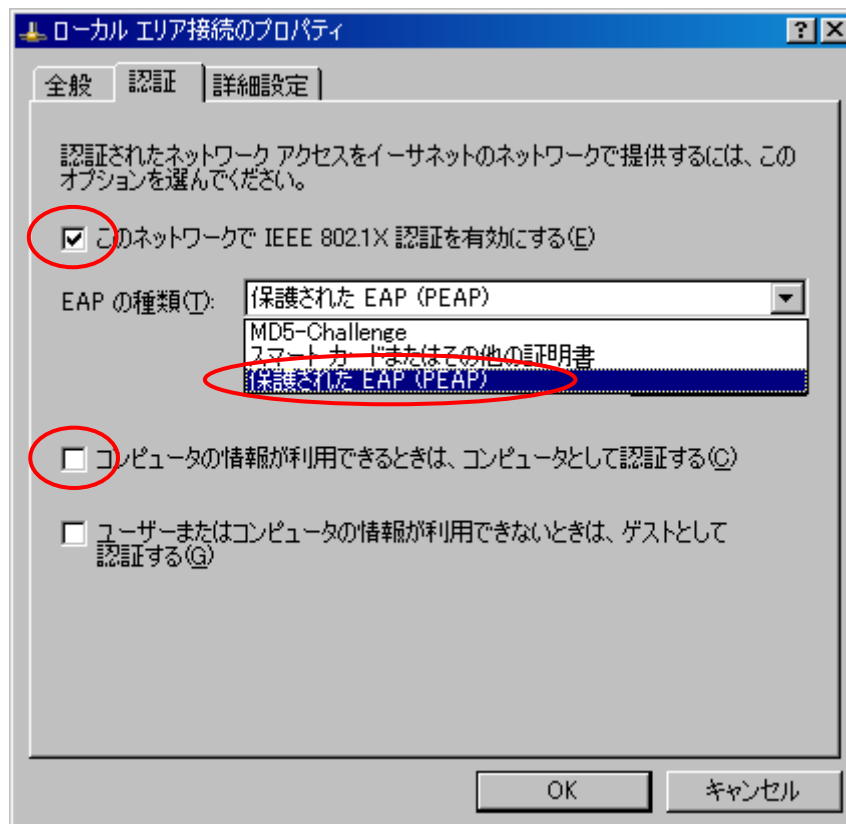 ローカル エリア接続のプロパティ
全般 認証 詳細設定
認証されたネットワーク アクセスをイーサネットのネットワークで提供するには、この
オプションを選んでください。
このネットワークで IEEE 802.1X 認証を有効にする(E)
EAP の種類(T): 保護された EAP (PEAP)
MD5-Challenge
スマート カードまたはその他の証明書
保護された EAP (PEAP)
コンピュータの情報が利用できるときは、コンピュータとして認証する(C)
ユーザーまたはコンピュータの情報が利用できないときは、ゲストとして
認証する(G)
OK キャンセル